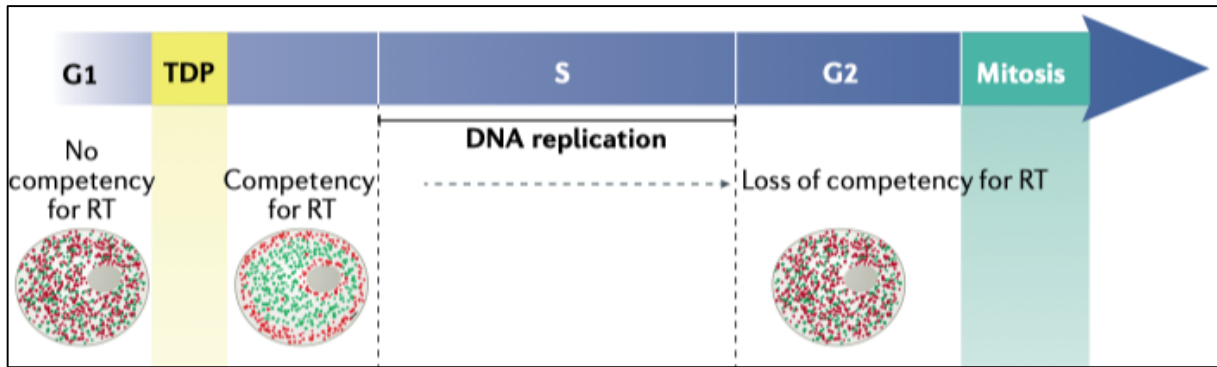 G1 TDP S G2 Mitosis
DNA replication
No
competency
for RT
Competency
for RT
Loss of competency for RT